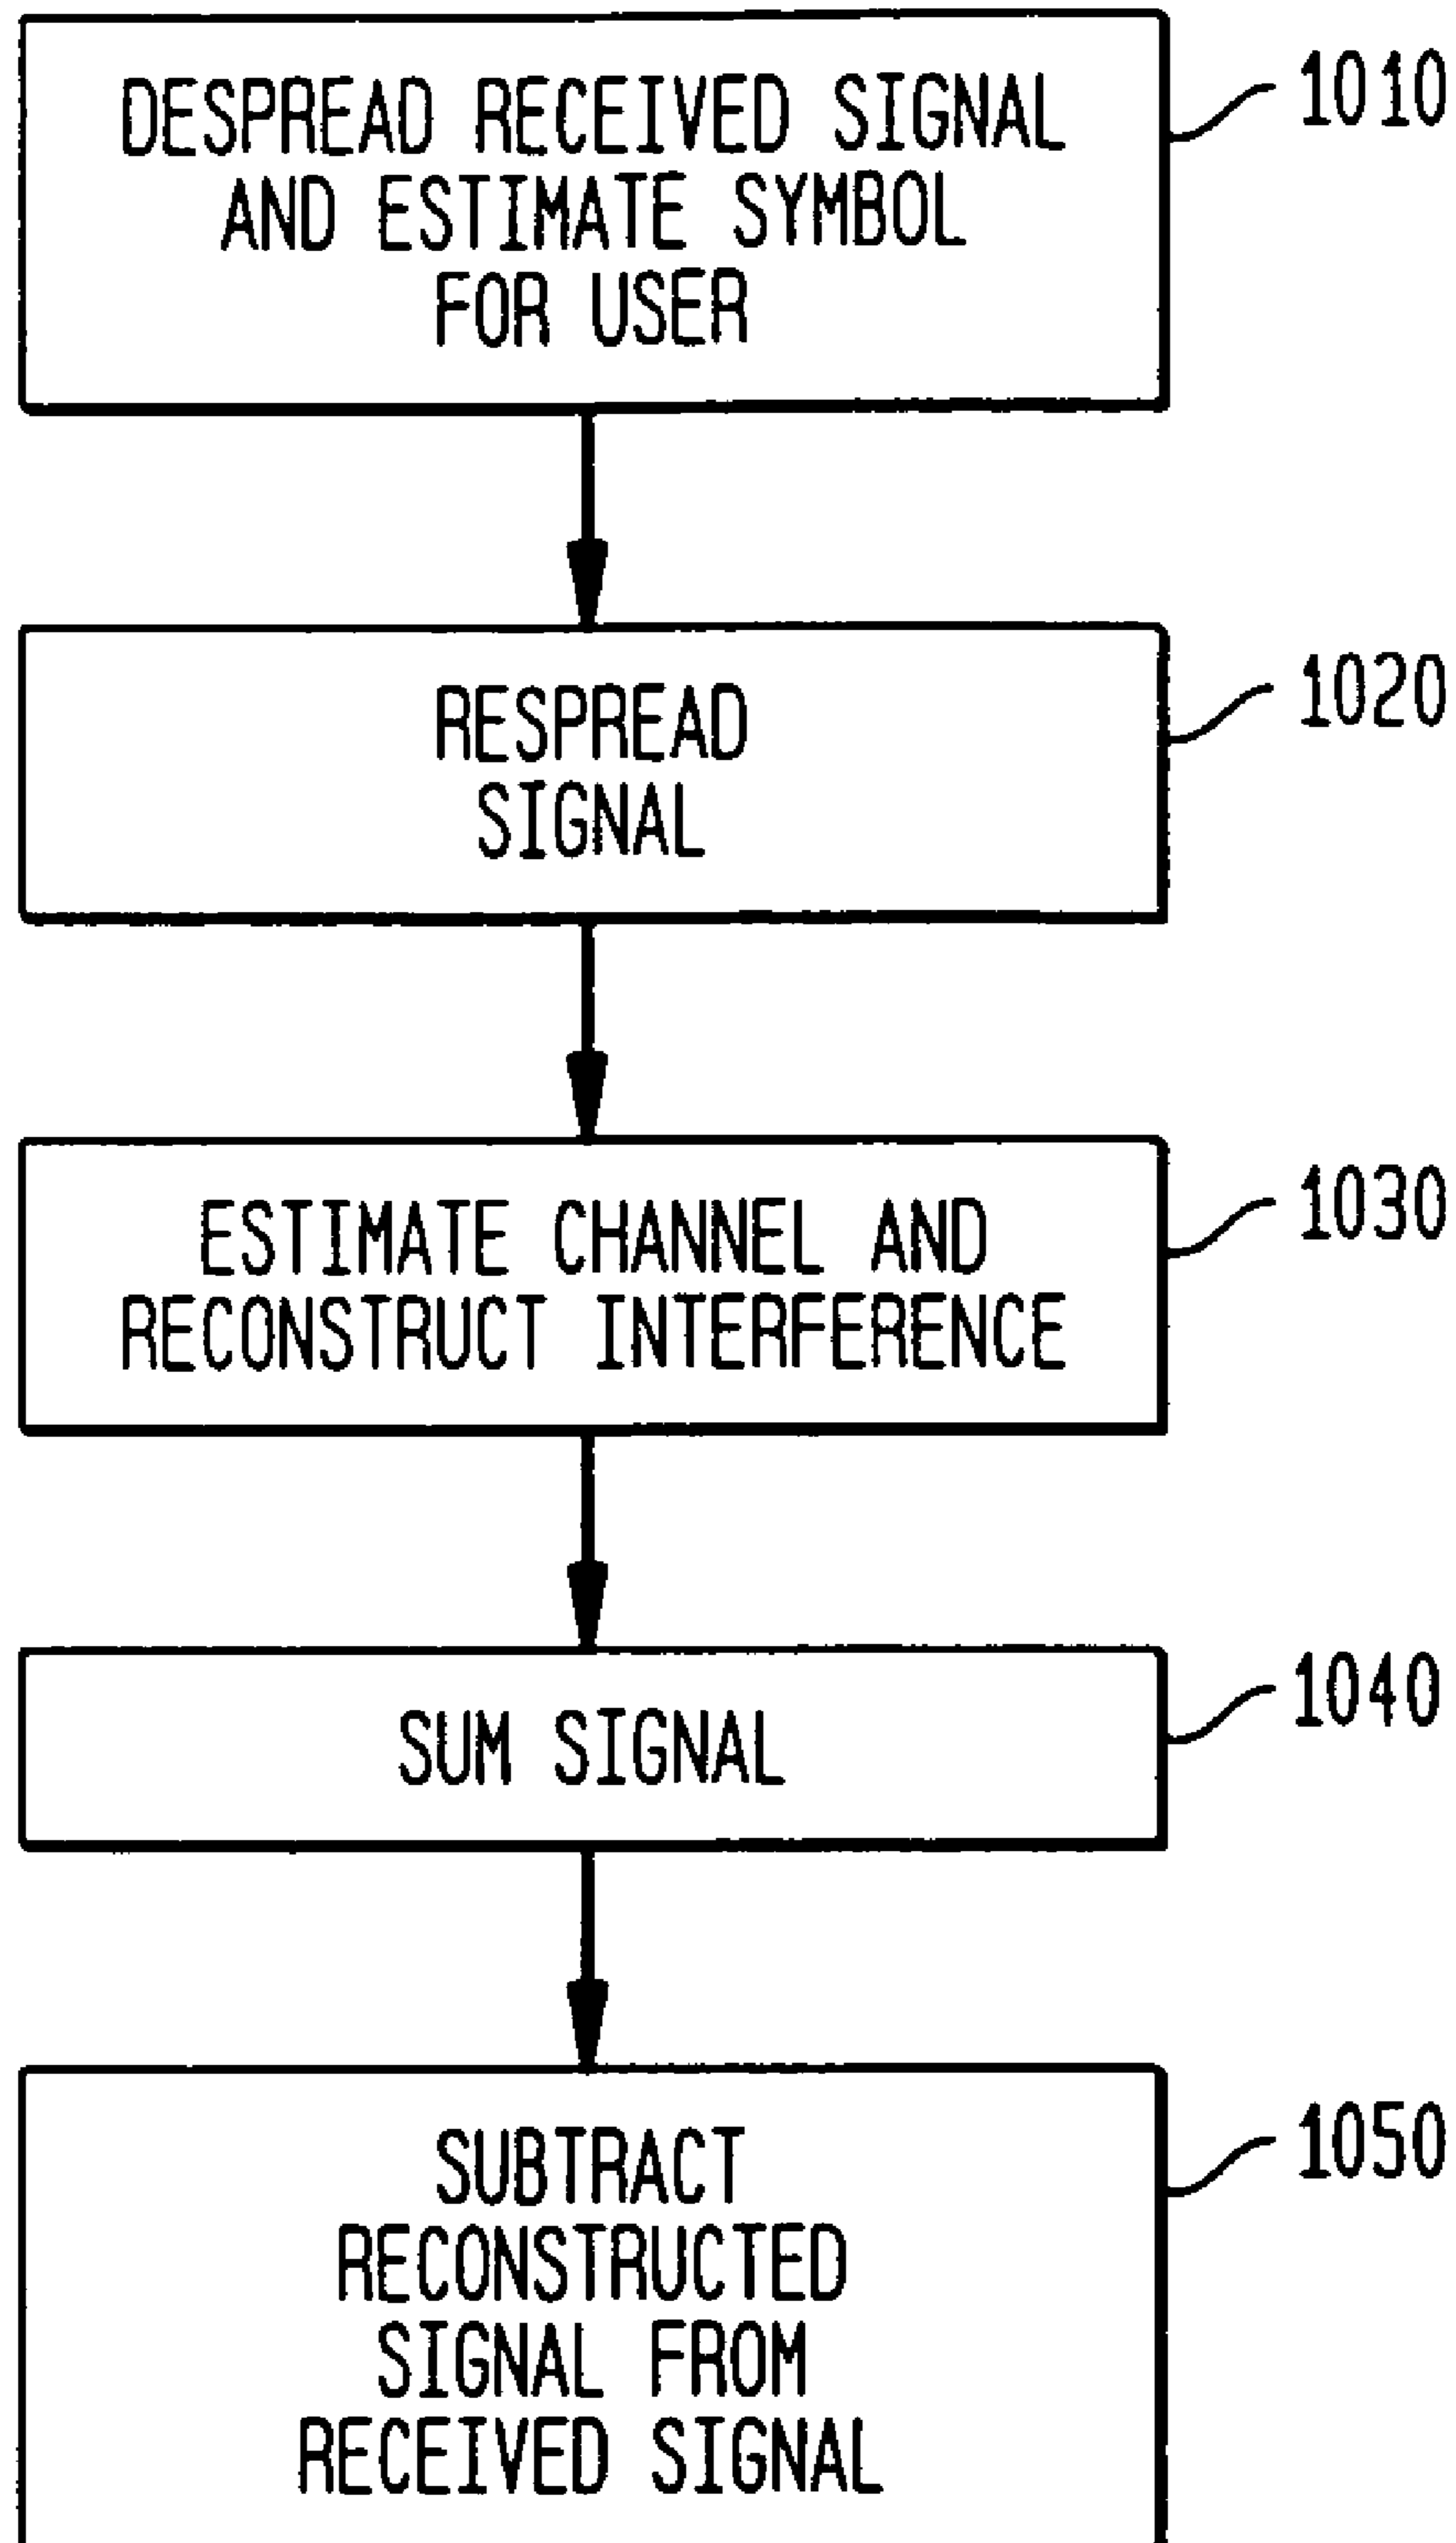 DESPREAD RECEIVED SIGNAL
AND ESTIMATE SYMBOL
FOR USER
1010
RESPREAD
SIGNAL
1020
ESTIMATE CHANNEL AND
RECONSTRUCT INTERFERENCE
1030
SUM SIGNAL
1040
SUBTRACT
RECONSTRUCTED
SIGNAL FROM
RECEIVED SIGNAL
1050